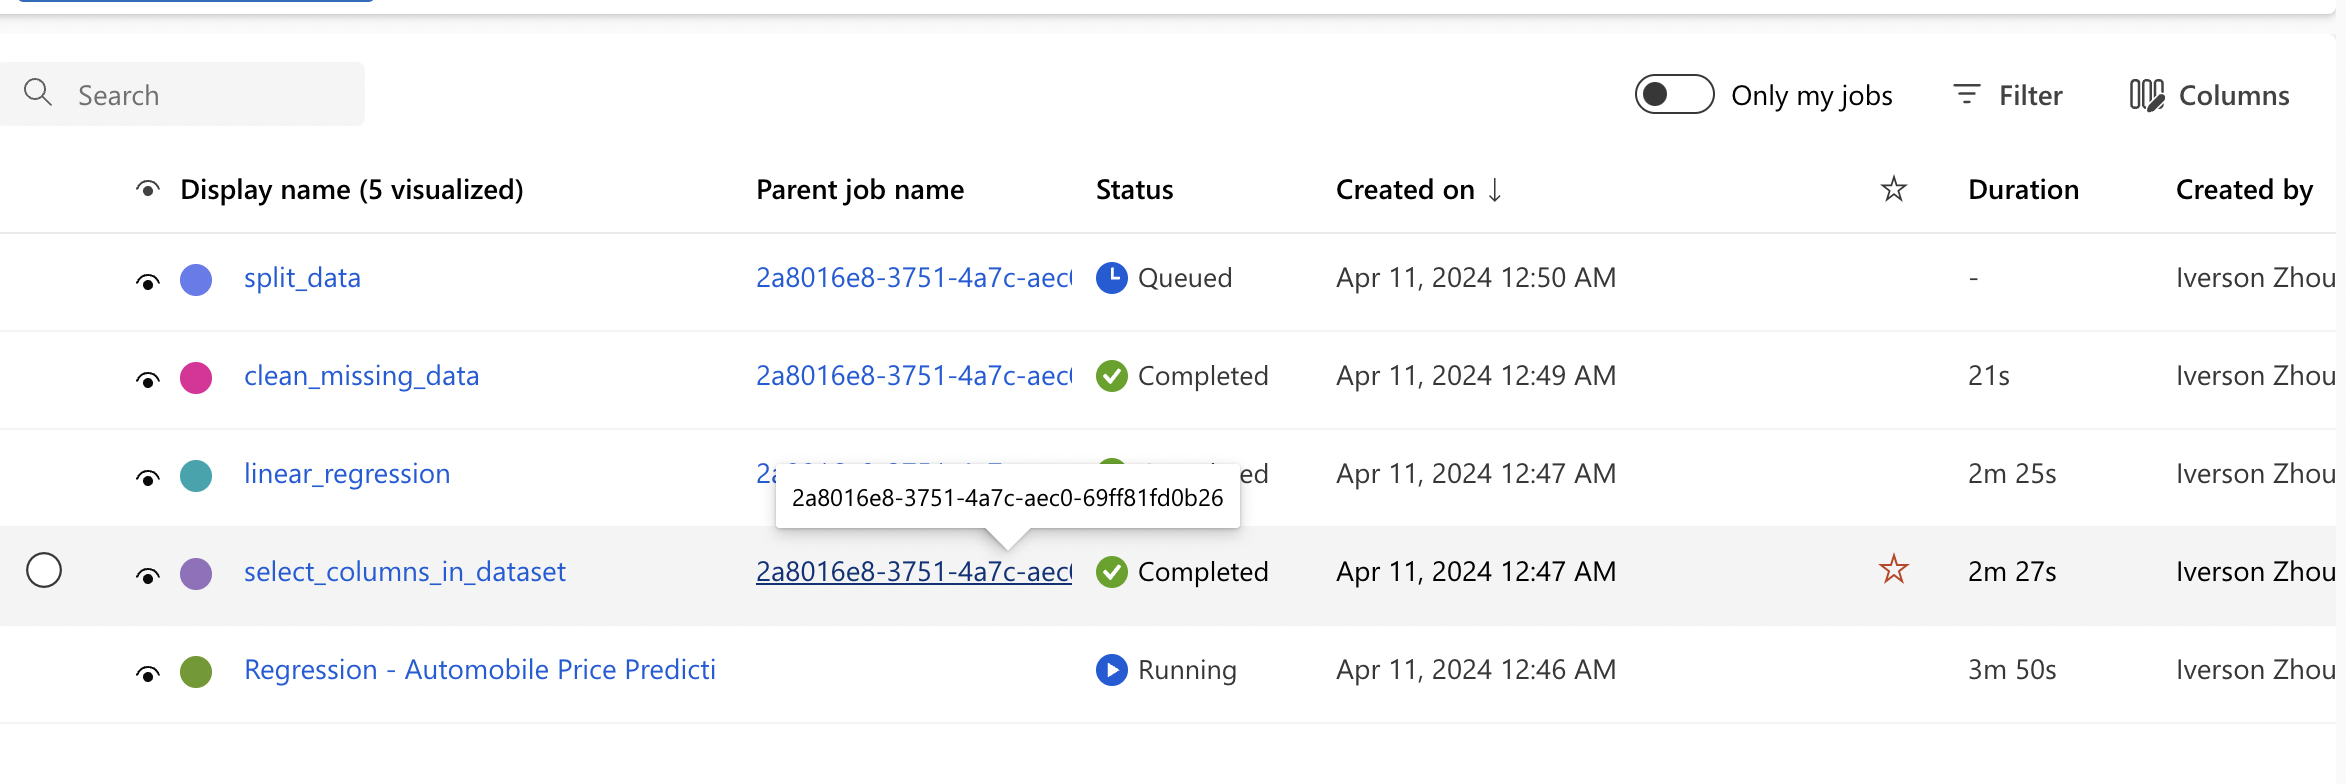 Search
Only my jobs Filter Columns
Display name (5 visualized) Parent job name Status Created on ↓ Duration Created by
split_data 2a8016e8-3751-4a7c-aec Queued Apr 11, 2024 12:50 AM - Iverson Zhou
clean_missing_data 2a8016e8-3751-4a7c-aec Completed Apr 11, 2024 12:49 AM 21s Iverson Zhou
linear_regression 2a ed Apr 11, 2024 12:47 AM 2m 25s Iverson Zhou
2a8016e8-3751-4a7c-aec0-69ff81fd0b26
select_columns_in_dataset 2a8016e8-3751-4a7c-aec Completed Apr 11, 2024 12:47 AM 2m 27s Iverson Zhou
Regression - Automobile Price Predicti Running Apr 11, 2024 12:46 AM 3m 50s Iverson Zhou